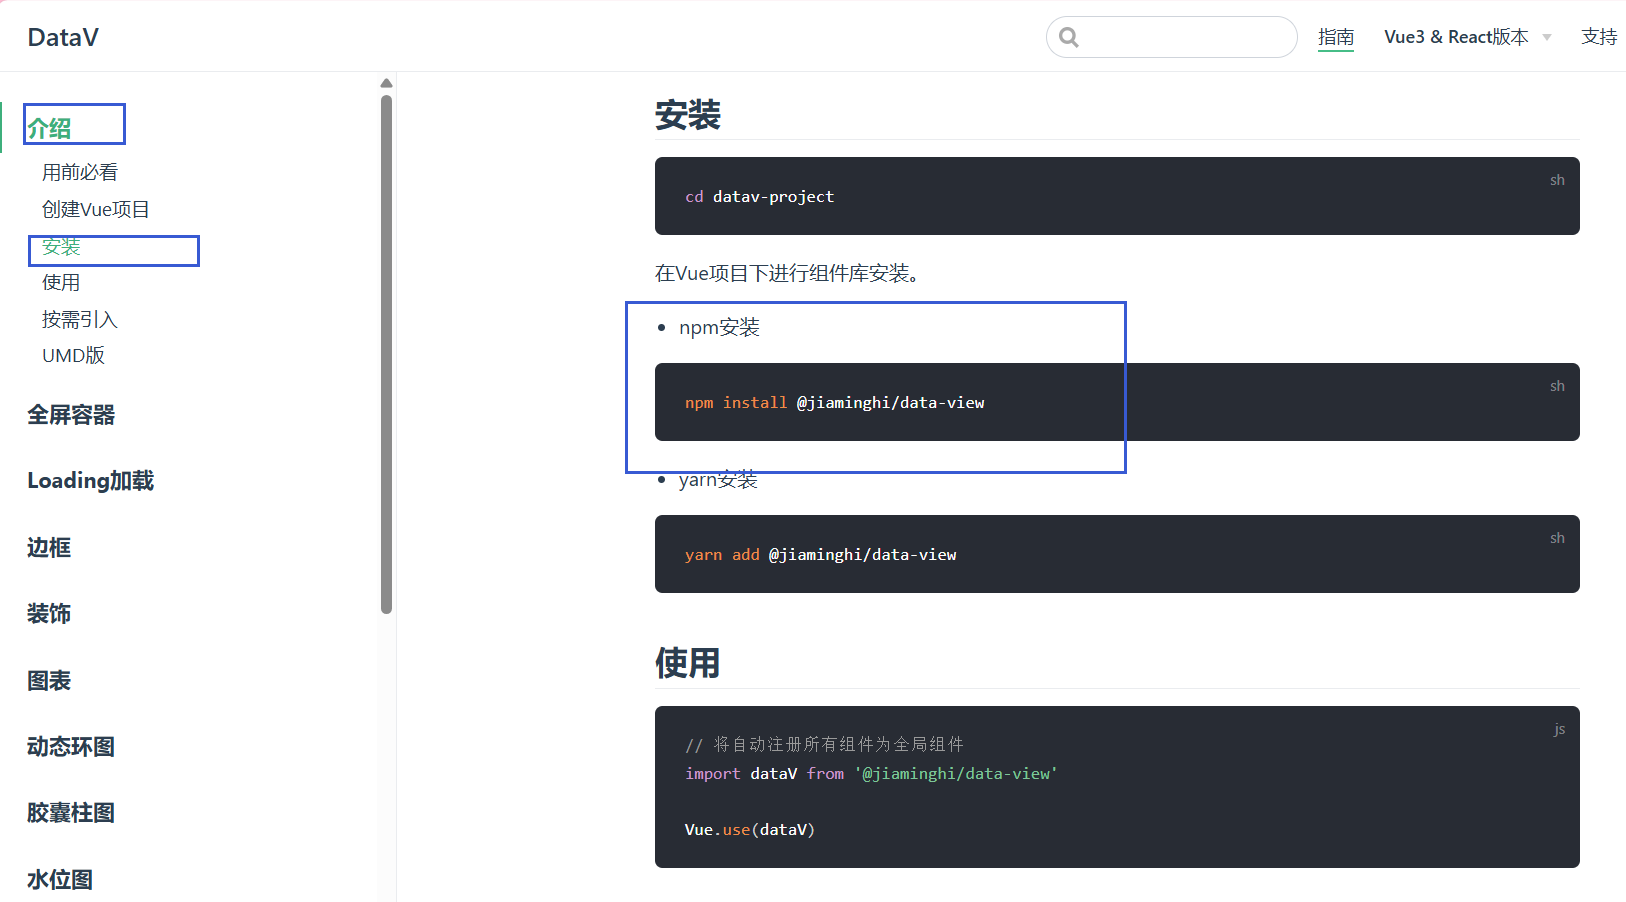 DataV
指南
Vue3 & React版本
支持
介绍
用前必看
创建Vue项目
安装
使用
按需引入
UMD版
全屏容器
Loading加载
边框
装饰
图表
动态环图
胶囊柱图
水位图
安装
sh
cd datav-project
在Vue项目下进行组件库安装。
npm安装
sh
npm install @jiaminghi/data-view
yarn安装
sh
yarn add @jiaminghi/data-view
使用
js
// 将自动注册所有组件为全局组件
import dataV from '@jiaminghi/data-view'
Vue.use(dataV)